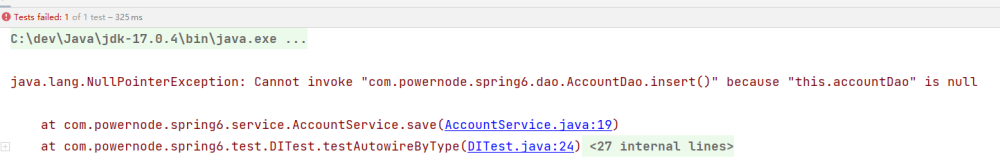 Tests failed: 1 of 1 test – 325 ms
C:\dev\Java\jdk-17.0.4\bin\java.exe ...
java.lang.NullPointerException: Cannot invoke "com.powernode.spring6.dao.AccountDao.insert()" because "this.accountDao" is null
at com.powernode.spring6.service.AccountService.save(AccountService.java:19)
at com.powernode.spring6.test.DITest.testAutowireByType(DITest.java:24) <27 internal lines>